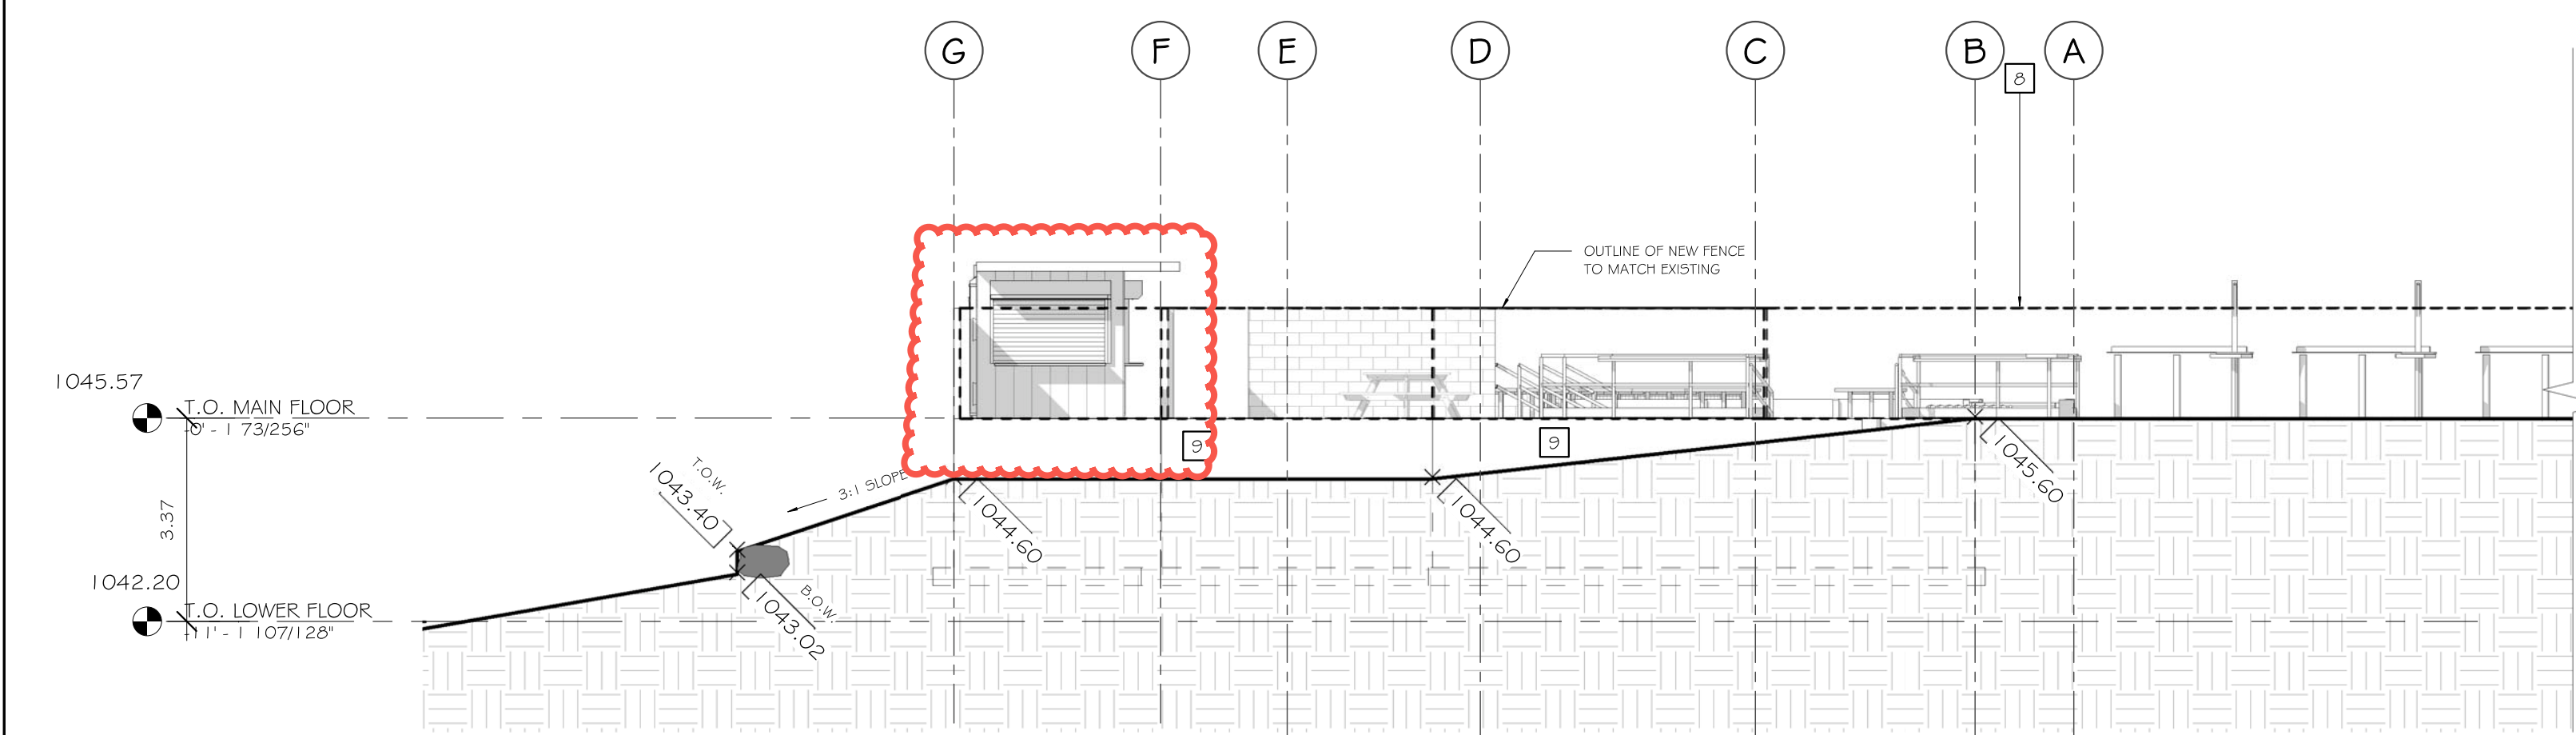 G F E D C B A
8
OUTLINE OF NEW FENCE
TO MATCH EXISTING
1045.57
T.O. MAIN FLOOR
-0' - 1 73/256"
9
9
3:1 SLOPE
T.O.W.
1043.40
1044.60
1044.60
1045.60
3.37
1042.20
T.O. LOWER FLOOR
-11' - 1 107/128"
B.O.W.
1043.02